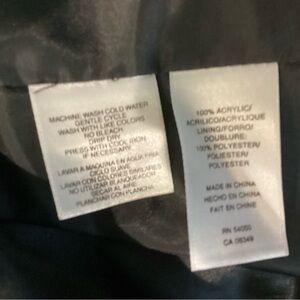 MACHINE WASH COLD WATER
GENTLE CYCLE
WASH WITH LIKE COLORS
NO BLEACH
DRIP DRY
PRESS WITH COOL IRON
IF NECESSARY
LAVAR A MAQUINA EN AGUA FRIA
CICLO SUAVE
LAVAR CON COLORES SIMILARES
NO UTILIZAR BLANQUEADOR
SECAR AL AIRE
PLANCHAR CON PLANCHA
100% ACRYLIC/
ACRILICO/ACRYLIQUE
LINING/FORRO/
DOUBLURE:
100% POLYESTER/
POLIESTER/
POLYESTER
MADE IN CHINA
HECHO EN CHINA
FAIT EN CHINE
RN 54050
CA 08349